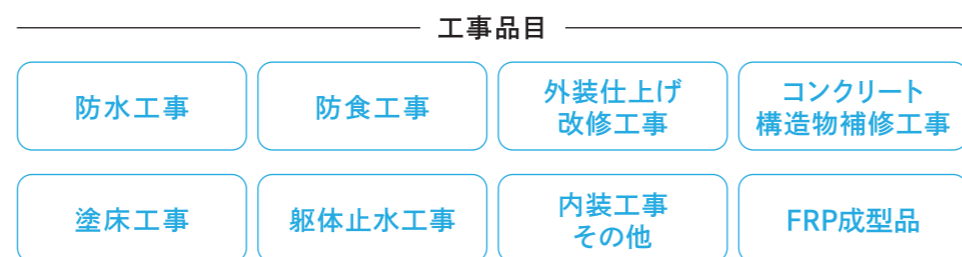 工事品目
防水工事
防食工事
外装仕上げ
改修工事
コンクリート
構造物補修工事
塗床工事
躯体止水工事
内装工事
その他
FRP成型品